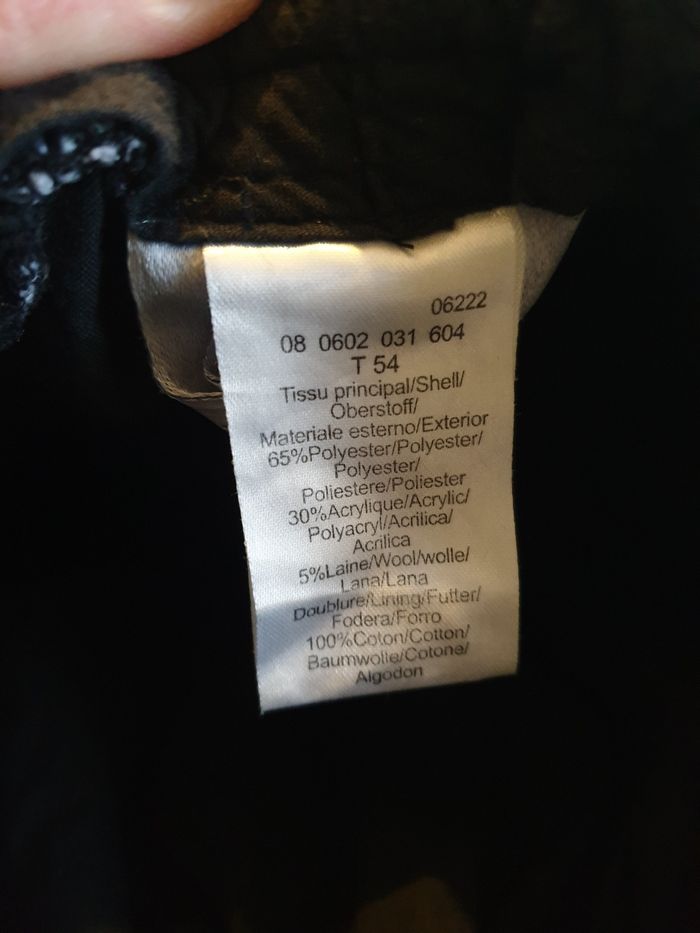 06222
08 0602 031 604
T 54
Tissu principal/Shell/
Oberstoff/
Materiale esterno/Exterior
65%Polyester/Polyester/
Polyester/
Poliestere/Poliester
30%Acrylique/Acrylic/
Polyacryl/Acrilica/
Acrilica
5%Laine/Wool/wolle/
Lana/Lana
Doublure/Lining/Futter/
Fodera/Forro
100%Coton/Cotton/
Baumwolle/Cotone/
Algodon